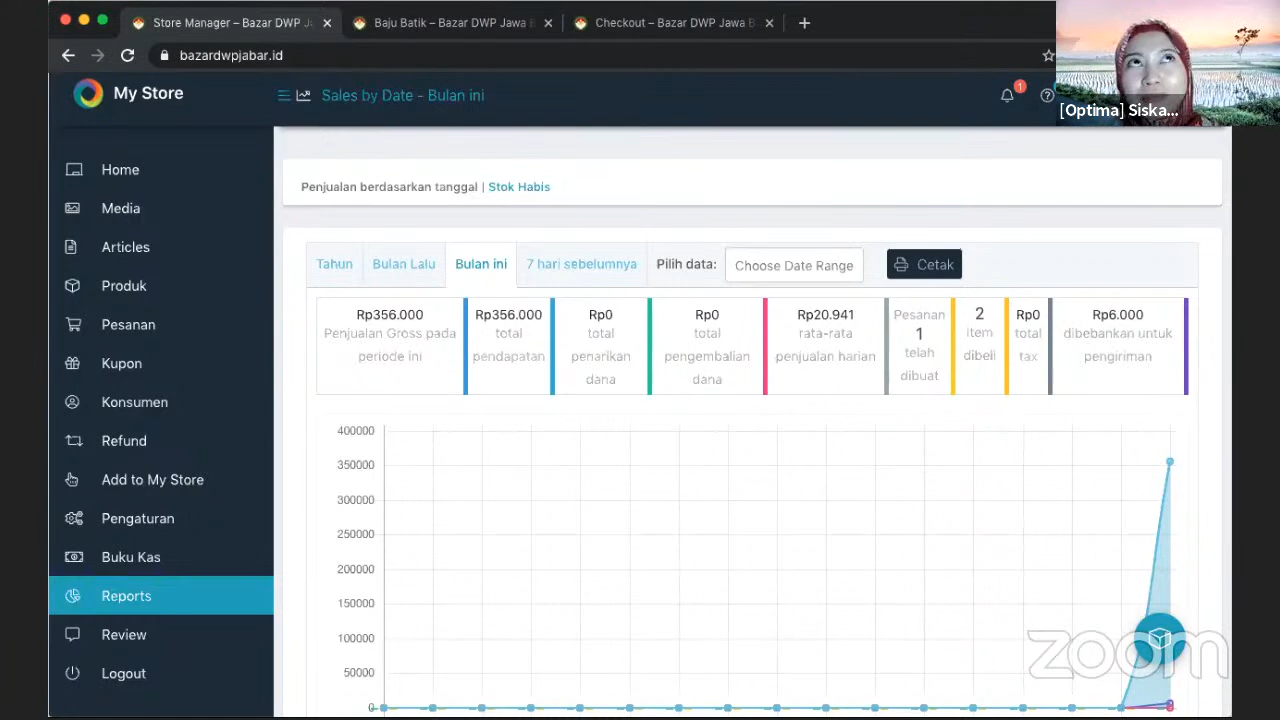 Store Manager – Bazar DWP Ja
Baju Batik – Bazar DWP Jawa B
Checkout – Bazar DWP Jawa B
bazardwpjabar.id
[Optima] Siska...
My Store
Sales by Date - Bulan ini
1
Home
Media
Articles
Produk
Pesanan
Kupon
Konsumen
Refund
Add to My Store
Pengaturan
Buku Kas
Reports
Review
Logout
Penjualan berdasarkan tanggal | Stok Habis
Tahun
Bulan Lalu
Bulan ini
7 hari sebelumnya
Pilih data:
Choose Date Range
Cetak
Rp356.000
Penjualan Gross pada
periode ini
Rp356.000
total
pendapatan
Rp0
total
penarikan
dana
Rp0
total
pengembalian
dana
Rp20.941
rata-rata
penjualan harian
Pesanan
1
telah
dibuat
2
item
dibeli
Rp0
total
tax
Rp6.000
dibebankan untuk
pengiriman
400000
350000
300000
250000
200000
150000
100000
50000
0
zoom